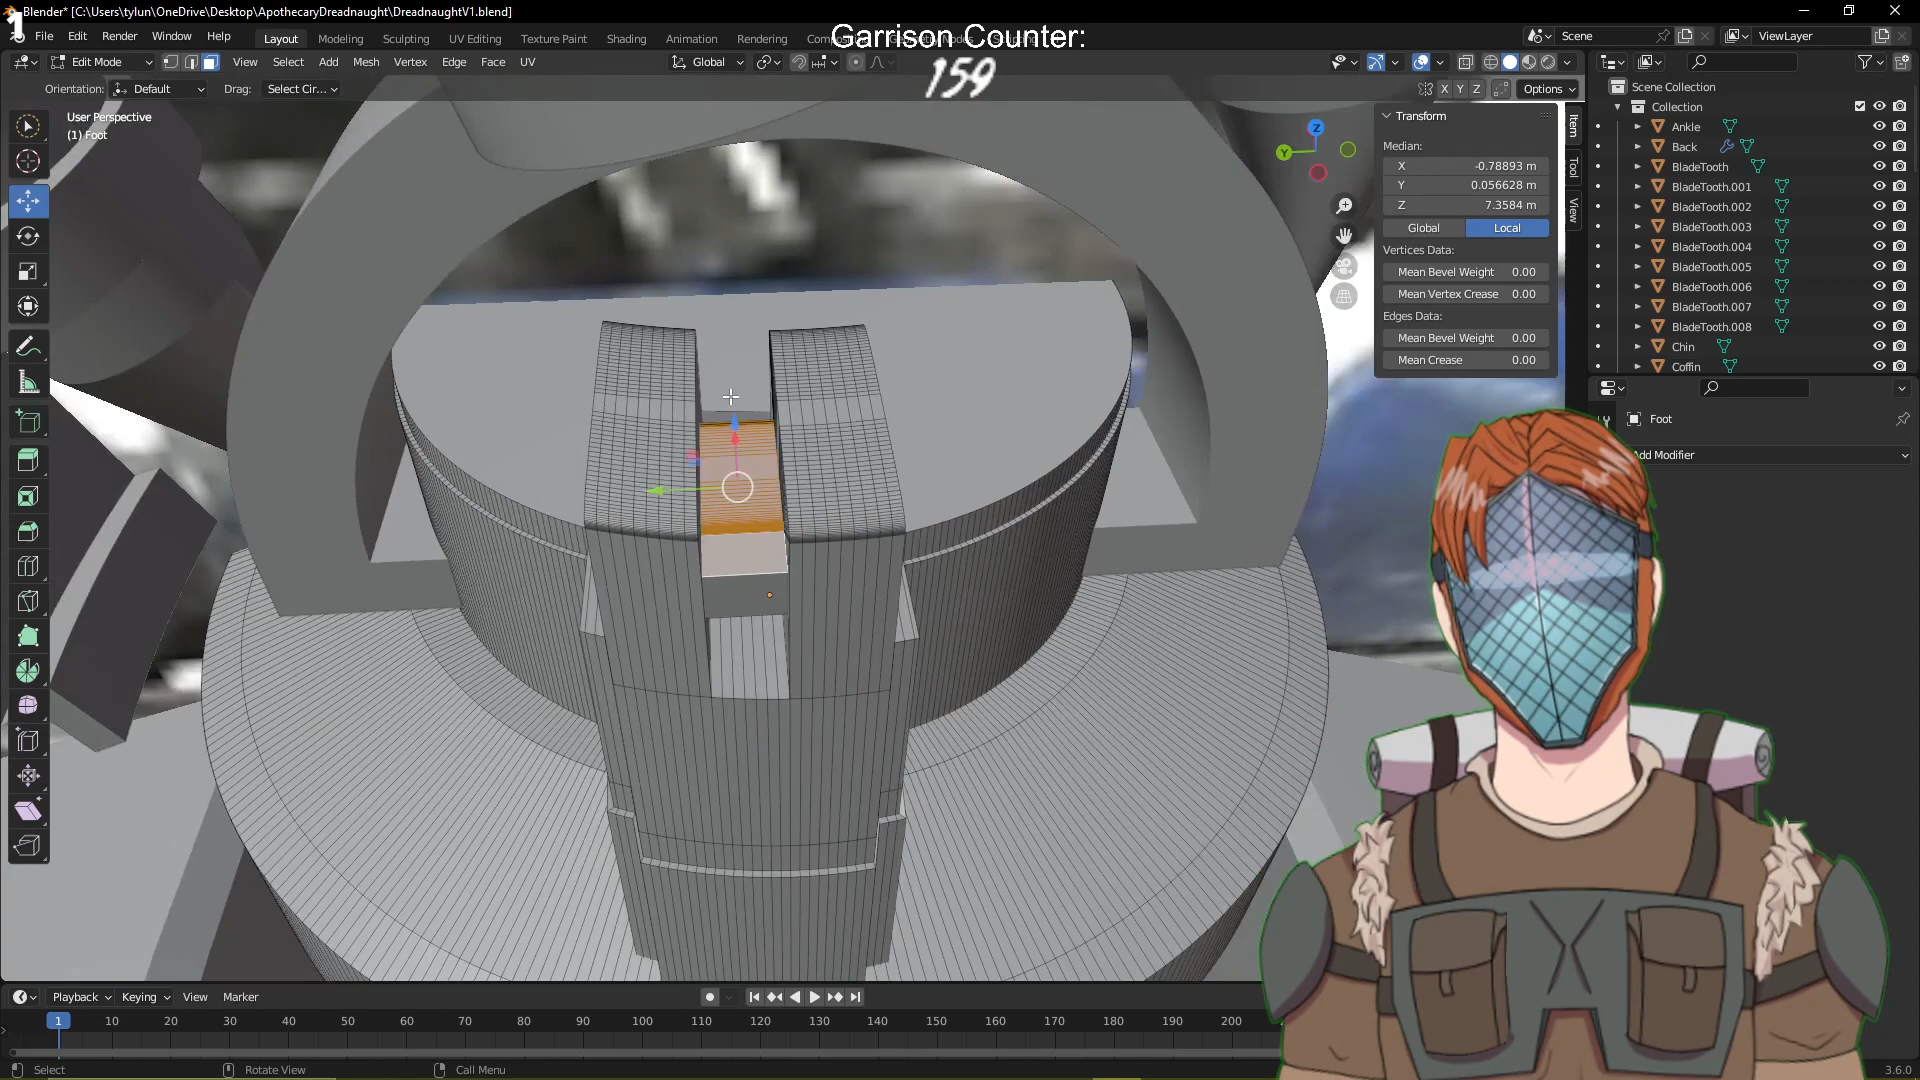 1
Blender* [C:\Users\tylun\OneDrive\Desktop\ApothecaryDreadnaught\DreadnaughtV1.blend]
File Edit Render Window Help
Layout Modeling Sculpting UV Editing Texture Paint Shading Animation Rendering
Garrison Counter:
159
Scene
ViewLayer
Edit Mode
View Select Add Mesh Vertex Edge Face UV
Global
Orientation: Default Drag: Select Cir...
X Y Z Options
User Perspective
(1) Foot
Z
Y
Transform
Median:
X -0.78893 m
Y 0.056628 m
Z 7.3584 m
Global Local
Vertices Data:
Mean Bevel Weight 0.00
Mean Vertex Crease 0.00
Edges Data:
Mean Bevel Weight 0.00
Mean Crease 0.00
Item
Tool
View
Scene Collection
Collection
Ankle
Back
BladeTooth
BladeTooth.001
BladeTooth.002
BladeTooth.003
BladeTooth.004
BladeTooth.005
BladeTooth.006
BladeTooth.007
BladeTooth.008
Chin
Coffin
Foot
Add Modifier
Playback Keying View Marker
1 10 20 30 40 50 60 70 80 90 100 110 120 130 140 150 160 170 180 190 200
Select Rotate View Call Menu
3.6.0